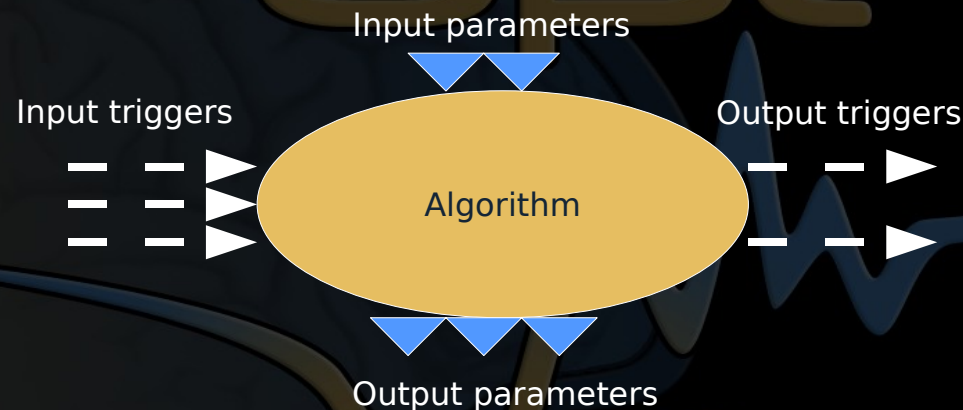 Input parameters
Input triggers
Output triggers
Algorithm
Output parameters